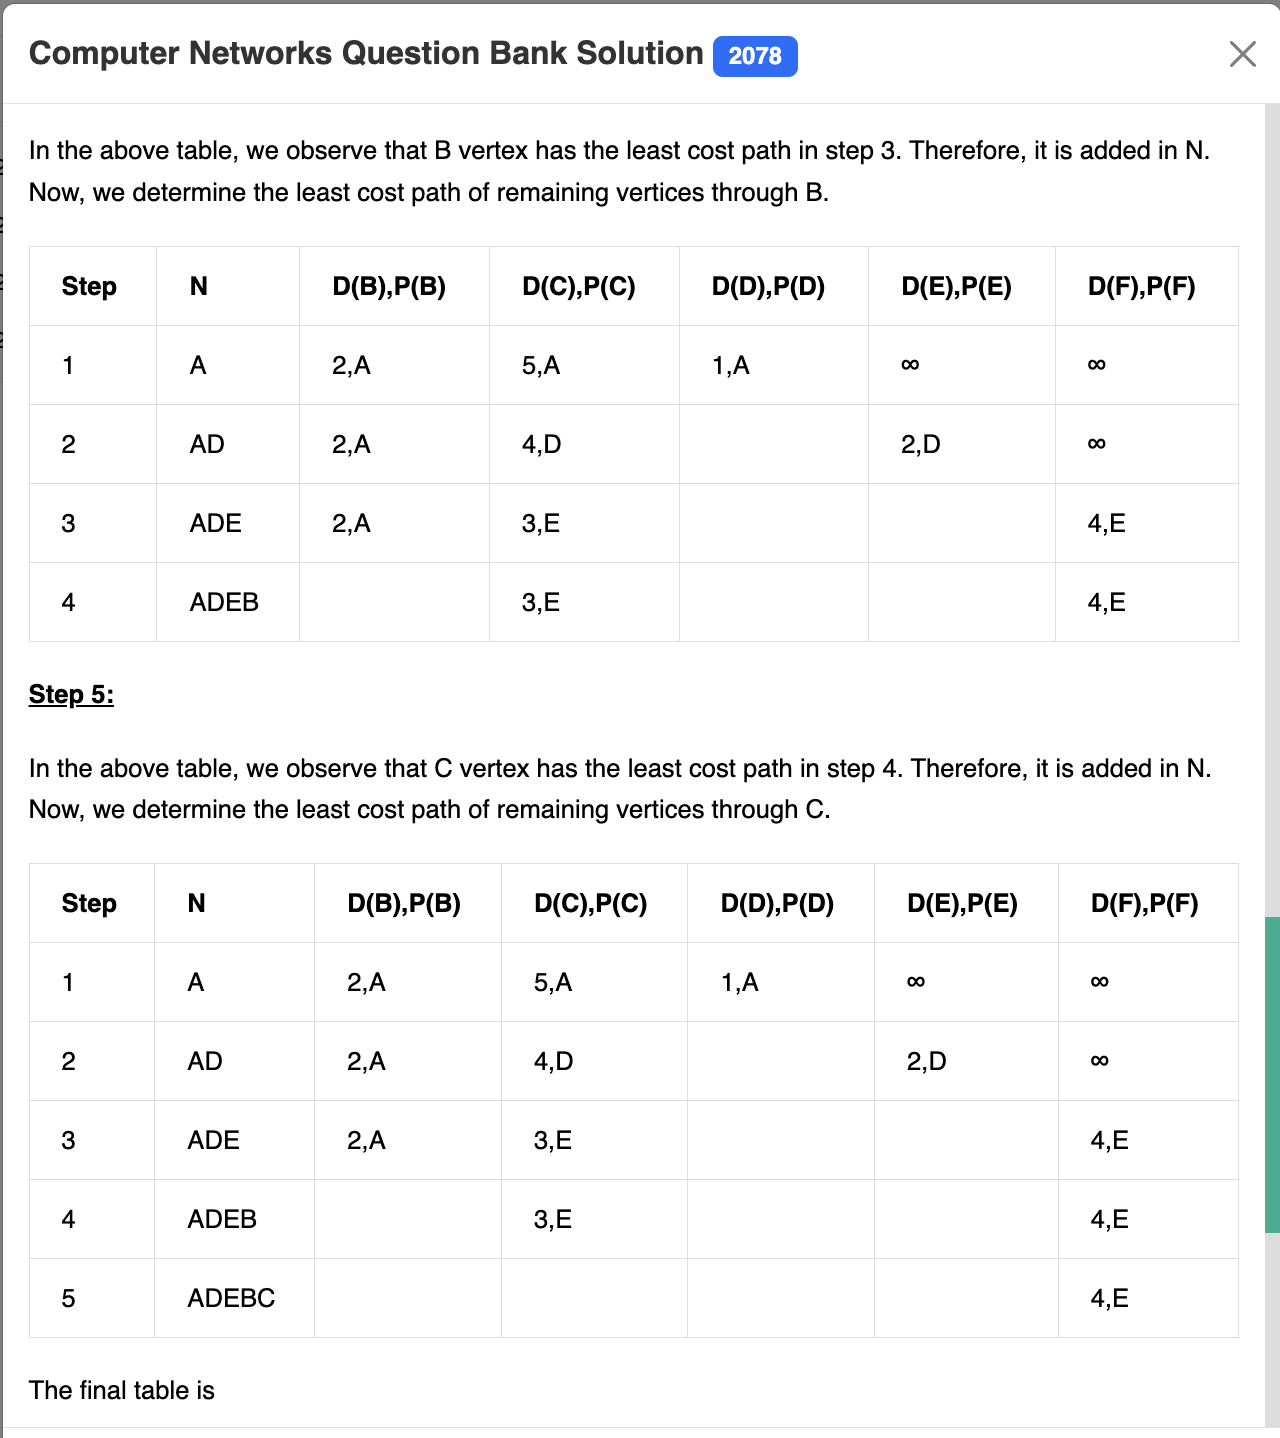 Computer Networks Question Bank Solution 2078
In the above table, we observe that B vertex has the least cost path in step 3. Therefore, it is added in N.
Now, we determine the least cost path of remaining vertices through B.
Step N D(B),P(B) D(C),P(C) D(D),P(D) D(E),P(E) D(F),P(F)
1 A 2,A 5,A 1,A ∞ ∞
2 AD 2,A 4,D 2,D ∞
3 ADE 2,A 3,E 4,E
4 ADEB 3,E 4,E
Step 5:
In the above table, we observe that C vertex has the least cost path in step 4. Therefore, it is added in N.
Now, we determine the least cost path of remaining vertices through C.
Step N D(B),P(B) D(C),P(C) D(D),P(D) D(E),P(E) D(F),P(F)
1 A 2,A 5,A 1,A ∞ ∞
2 AD 2,A 4,D 2,D ∞
3 ADE 2,A 3,E 4,E
4 ADEB 3,E 4,E
5 ADEBC 4,E
The final table is